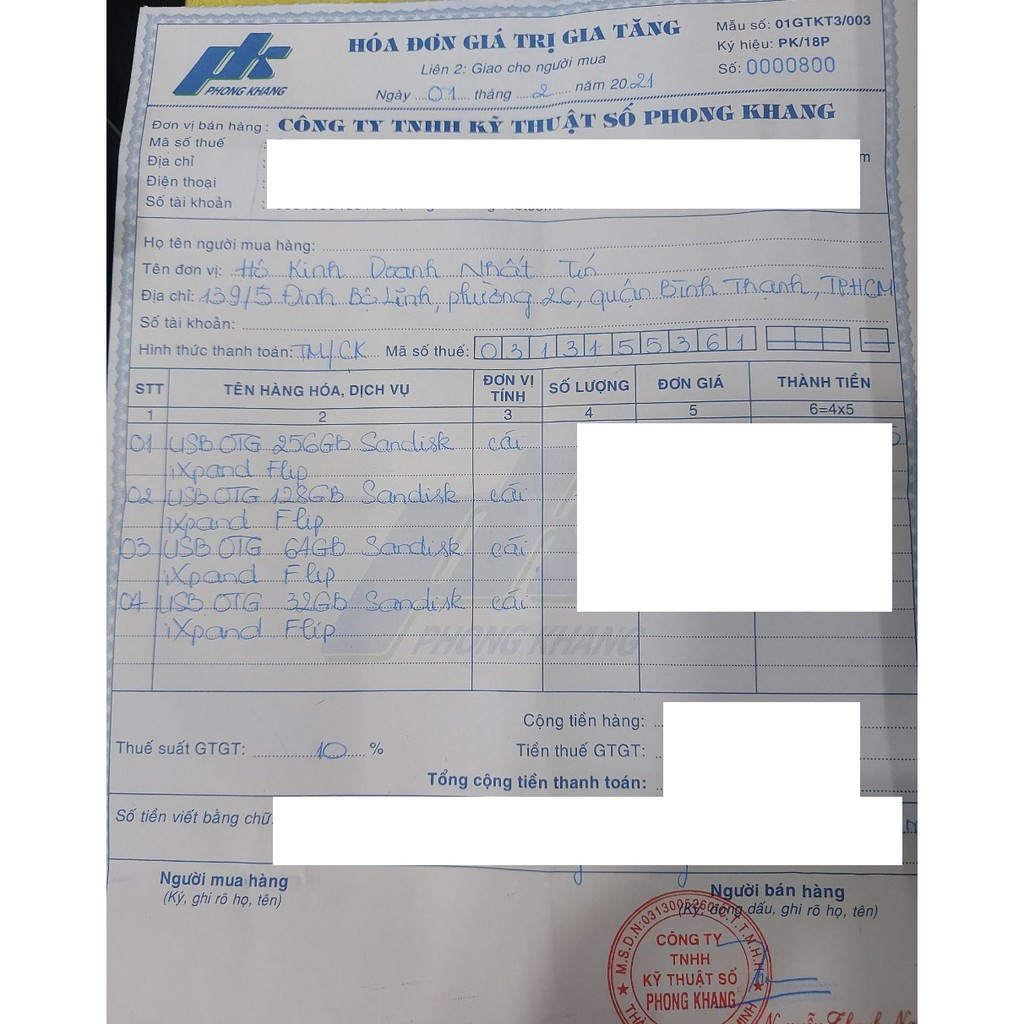 PHONG KHANG
HÓA ĐƠN GIÁ TRỊ GIA TĂNG
Liên 2: Giao cho người mua
Ngày 01 tháng 2 năm 2021
Mẫu số: 01GTKT3/003
Ký hiệu: PK/18P
Số: 0000800
Đơn vị bán hàng: CÔNG TY TNHH KỸ THUẬT SỐ PHONG KHANG
Mã số thuế :
Địa chỉ :
Điện thoại :
Số tài khoản :
Họ tên người mua hàng:
Tên đơn vị: Hộ Kinh Doanh Nhất Tín
Địa chỉ: 139/5 Đinh Bộ Lĩnh, phường 26, quận Bình Thạnh, TPHCM
Số tài khoản:
Hình thức thanh toán: TM/CK Mã số thuế: 0313155361
STT TÊN HÀNG HÓA, DỊCH VỤ ĐƠN VỊ TÍNH SỐ LƯỢNG ĐƠN GIÁ THÀNH TIỀN
1 2 3 4 5 6=4x5
01 USB OTG 256GB Sandisk cái
iXpand Flip
02 USB OTG 128GB Sandisk cái
iXpand Flip
03 USB OTG 64GB Sandisk cái
iXpand Flip
04 USB OTG 32GB Sandisk cái
iXpand Flip
PHONG KHANG
Cộng tiền hàng:
Thuế suất GTGT: 10 % Tiền thuế GTGT:
Tổng cộng tiền thanh toán:
Số tiền viết bằng chữ
Người mua hàng
(Ký, ghi rõ họ, tên)
Người bán hàng
(Ký, đóng dấu, ghi rõ họ, tên)
CÔNG TY
TNHH
KỸ THUẬT SỐ
PHONG KHANG